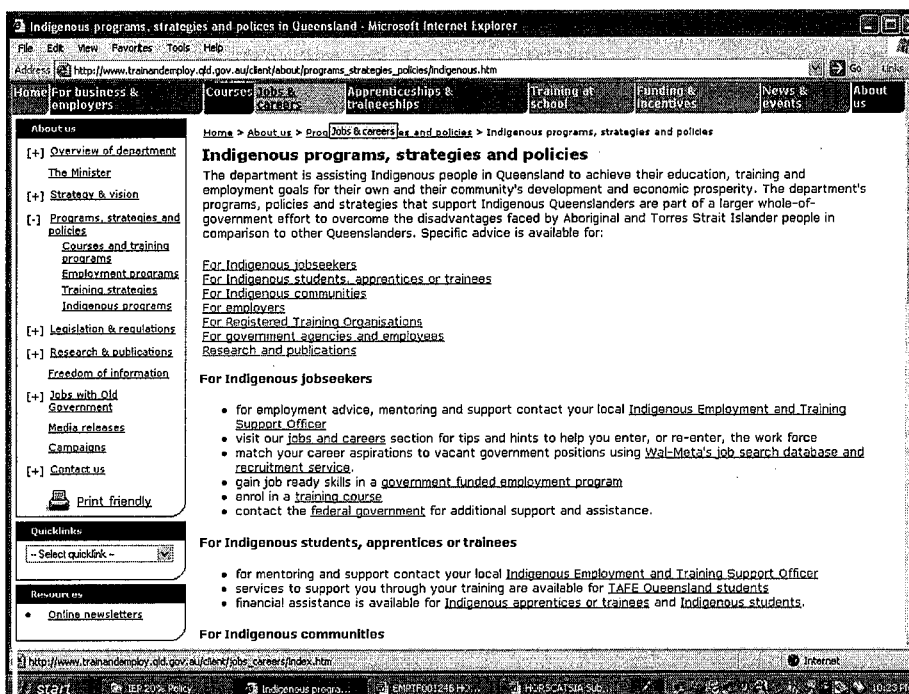 Indigenous programs, strategies and polices in Queensland - Microsoft Internet Explorer
File Edit View Favorites Tools Help
Address http://www.trainandemploy.qld.gov.au/client/about/programs_strategies_policies/indigenous.htm Go Links
Home For business & employers Courses Jobs & Careers Apprenticeships & traineeships Training at school Funding & incentives News & events About us
About us
[+] Overview of department
The Minister
[+] Strategy & vision
[-] Programs, strategies and
policies
Courses and training
programs
Employment programs
Training strategies
Indigenous programs
[+] Legislation & regulations
[+] Research & publications
Freedom of information
[+] Jobs with Qld
Government
Media releases
Campaigns
[+] Contact us
Print friendly
Quicklinks
-- Select quicklink --
Resources
• Online newsletters
Home > About us > Prog Jobs & careers es and policies > Indigenous programs, strategies and policies
Indigenous programs, strategies and policies
The department is assisting Indigenous people in Queensland to achieve their education, training and
employment goals for their own and their community's development and economic prosperity. The department's
programs, policies and strategies that support Indigenous Queenslanders are part of a larger whole-of-
government effort to overcome the disadvantages faced by Aboriginal and Torres Strait Islander people in
comparison to other Queenslanders. Specific advice is available for:
For Indigenous jobseekers
For Indigenous students, apprentices or trainees
For Indigenous communities
For employers
For Registered Training Organisations
For government agencies and employees
Research and publications
For Indigenous jobseekers
• for employment advice, mentoring and support contact your local Indigenous Employment and Training
Support Officer
• visit our jobs and careers section for tips and hints to help you enter, or re-enter, the work force
• match your career aspirations to vacant government positions using Wal-Meta's job search database and
recruitment service.
• gain job ready skills in a government funded employment program
• enrol in a training course
• contact the federal government for additional support and assistance.
For Indigenous students, apprentices or trainees
• for mentoring and support contact your local Indigenous Employment and Training Support Officer
• services to support you through your training are available for TAFE Queensland students
• financial assistance is available for Indigenous apprentices or trainees and Indigenous students.
For Indigenous communities
http://www.trainandemploy.qld.gov.au/client/jobs_careers/index.htm Internet
start IEP 20% Policy Indigenous progra... EMPTF001246 HO... HORSCATSIA Sub... 10:23